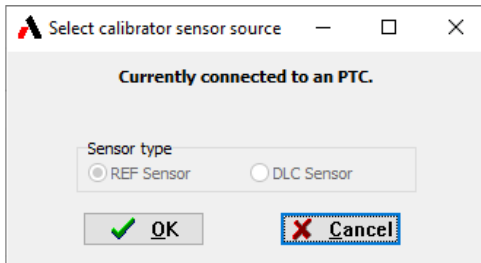 Select calibrator sensor source
Currently connected to an PTC.
Sensor type
REF Sensor DLC Sensor
OK Cancel